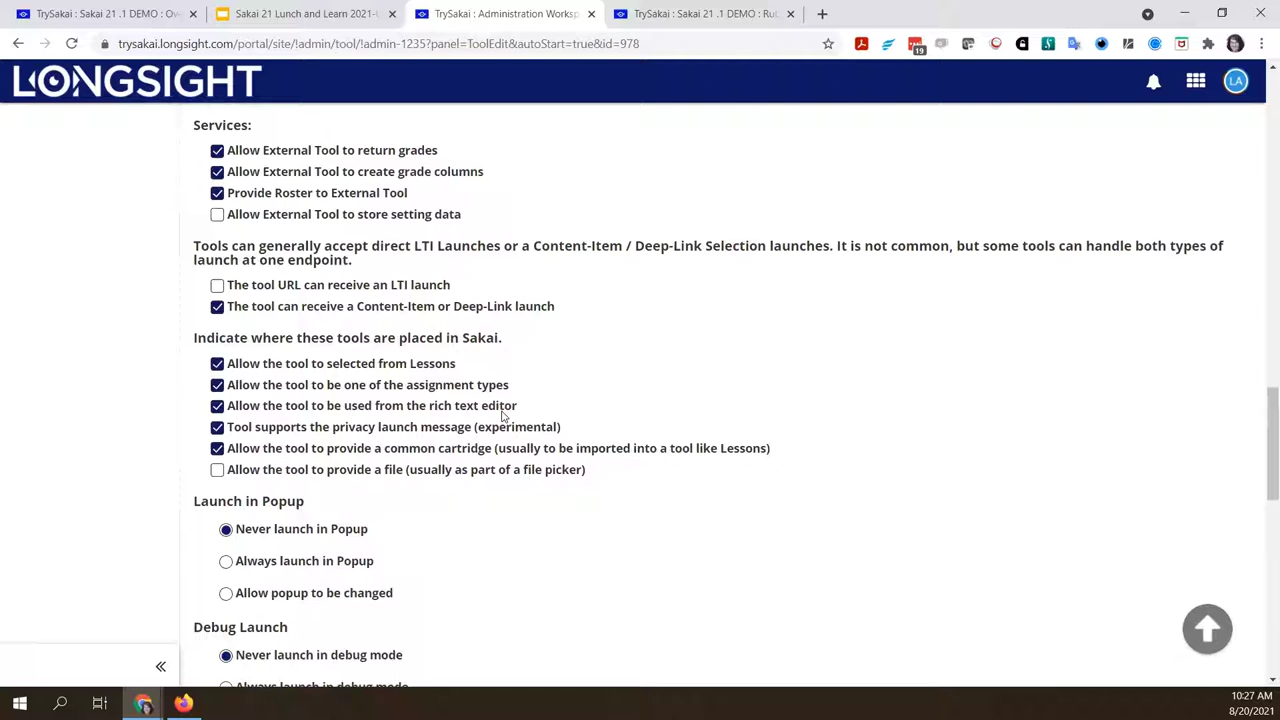 TrySakai : Sakai 21 .1 DEMO : Ov
Sakai 21 Lunch and Learn 2021-
TrySakai : Administration Worksp
TrySakai : Sakai 21 .1 DEMO : Ru
trysakai.longsight.com/portal/site/!admin/tool/!admin-1235?panel=ToolEdit&autoStart=true&id=978
19
LONGSIGHT
LA
Services:
Allow External Tool to return grades
Allow External Tool to create grade columns
Provide Roster to External Tool
Allow External Tool to store setting data
Tools can generally accept direct LTI Launches or a Content-Item / Deep-Link Selection launches. It is not common, but some tools can handle both types of
launch at one endpoint.
The tool URL can receive an LTI launch
The tool can receive a Content-Item or Deep-Link launch
Indicate where these tools are placed in Sakai.
Allow the tool to selected from Lessons
Allow the tool to be one of the assignment types
Allow the tool to be used from the rich text editor
Tool supports the privacy launch message (experimental)
Allow the tool to provide a common cartridge (usually to be imported into a tool like Lessons)
Allow the tool to provide a file (usually as part of a file picker)
Launch in Popup
Never launch in Popup
Always launch in Popup
Allow popup to be changed
Debug Launch
Never launch in debug mode
Always launch in debug mode
10:27 AM
8/20/2021